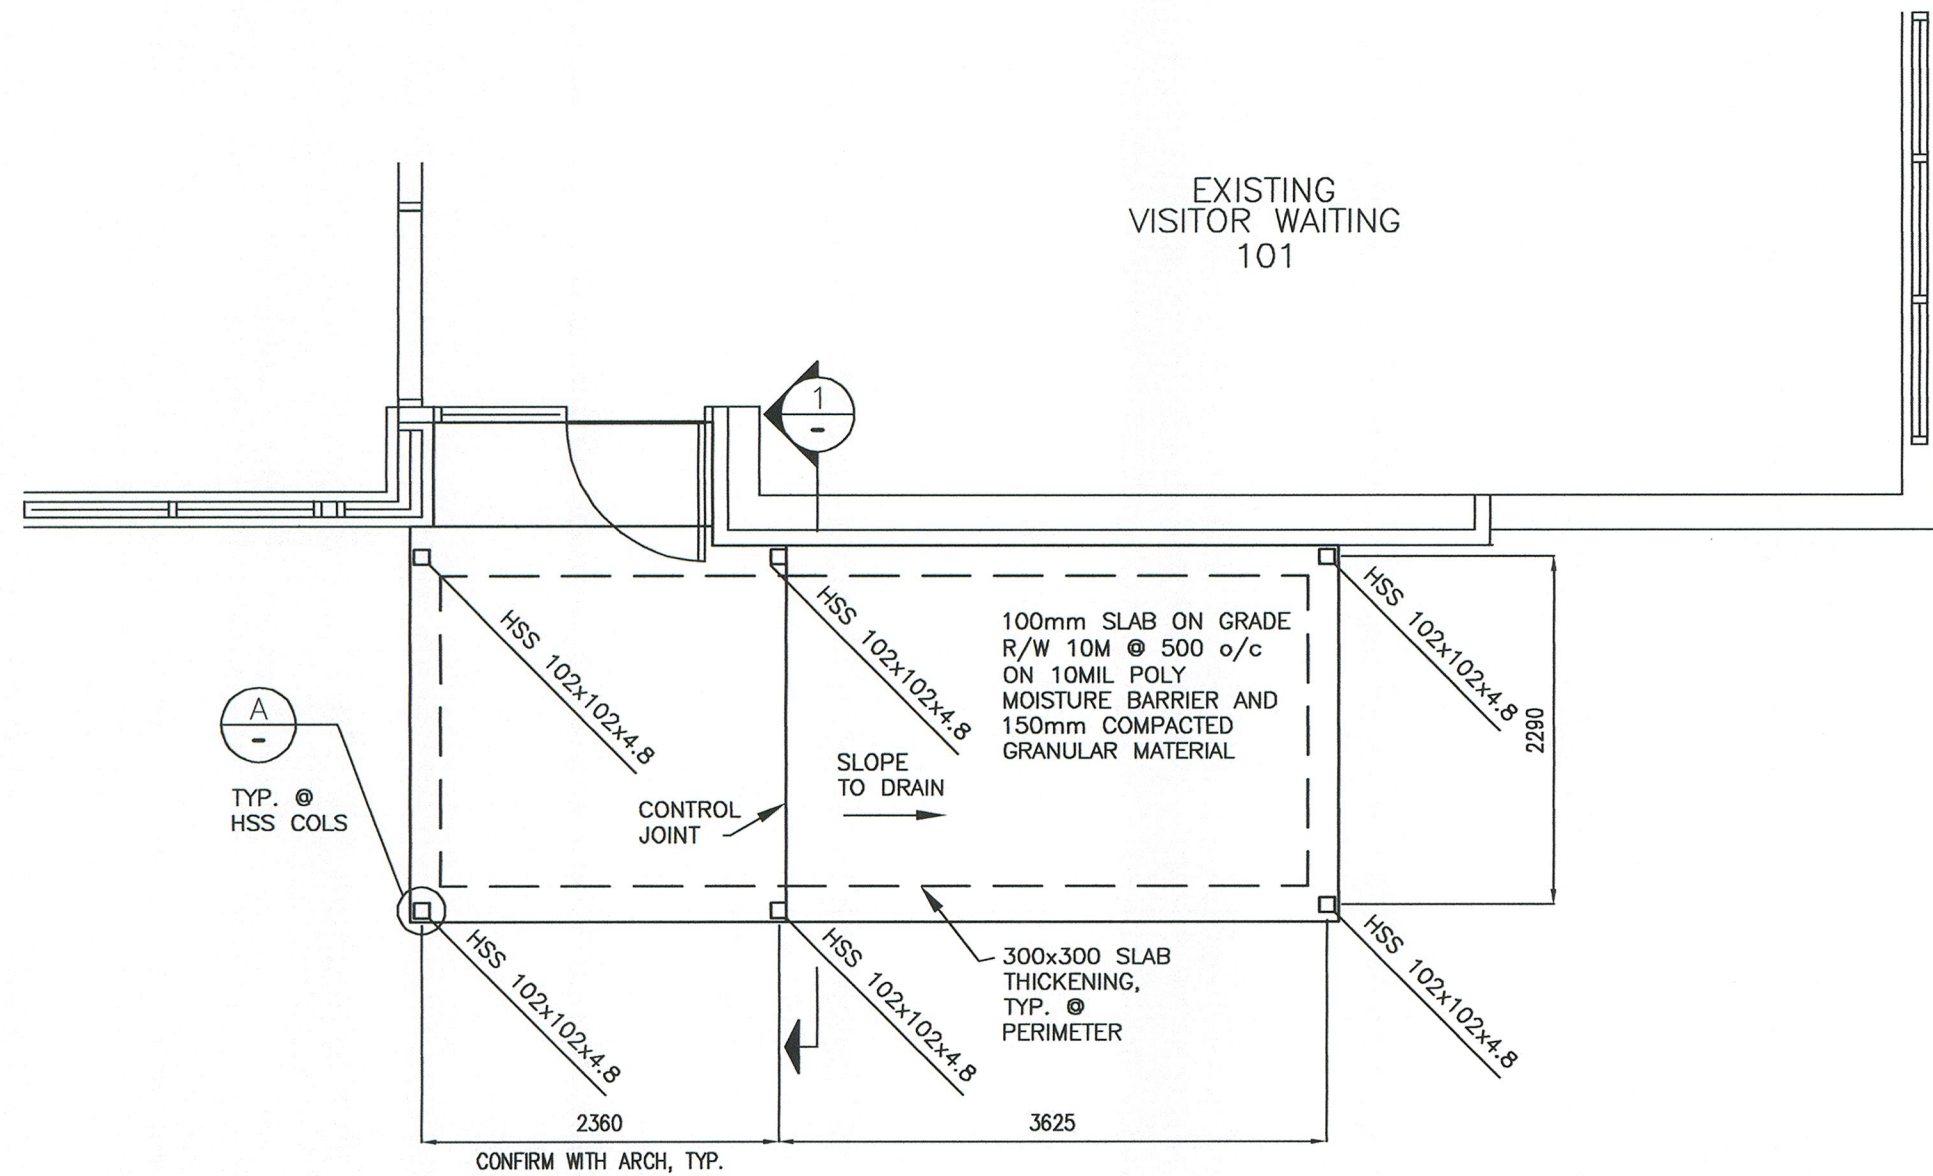 EXISTING
VISITOR WAITING
101
1
-
HSS 102x102x4.8
HSS 102x102x4.8
HSS 102x102x4.8
100mm SLAB ON GRADE
R/W 10M @ 500 o/c
ON 10MIL POLY
MOISTURE BARRIER AND
150mm COMPACTED
GRANULAR MATERIAL
2290
A
-
TYP. @
HSS COLS
SLOPE
TO DRAIN
CONTROL
JOINT
HSS 102x102x4.8
HSS 102x102x4.8
HSS 102x102x4.8
300x300 SLAB
THICKENING,
TYP. @
PERIMETER
2360
3625
CONFIRM WITH ARCH, TYP.